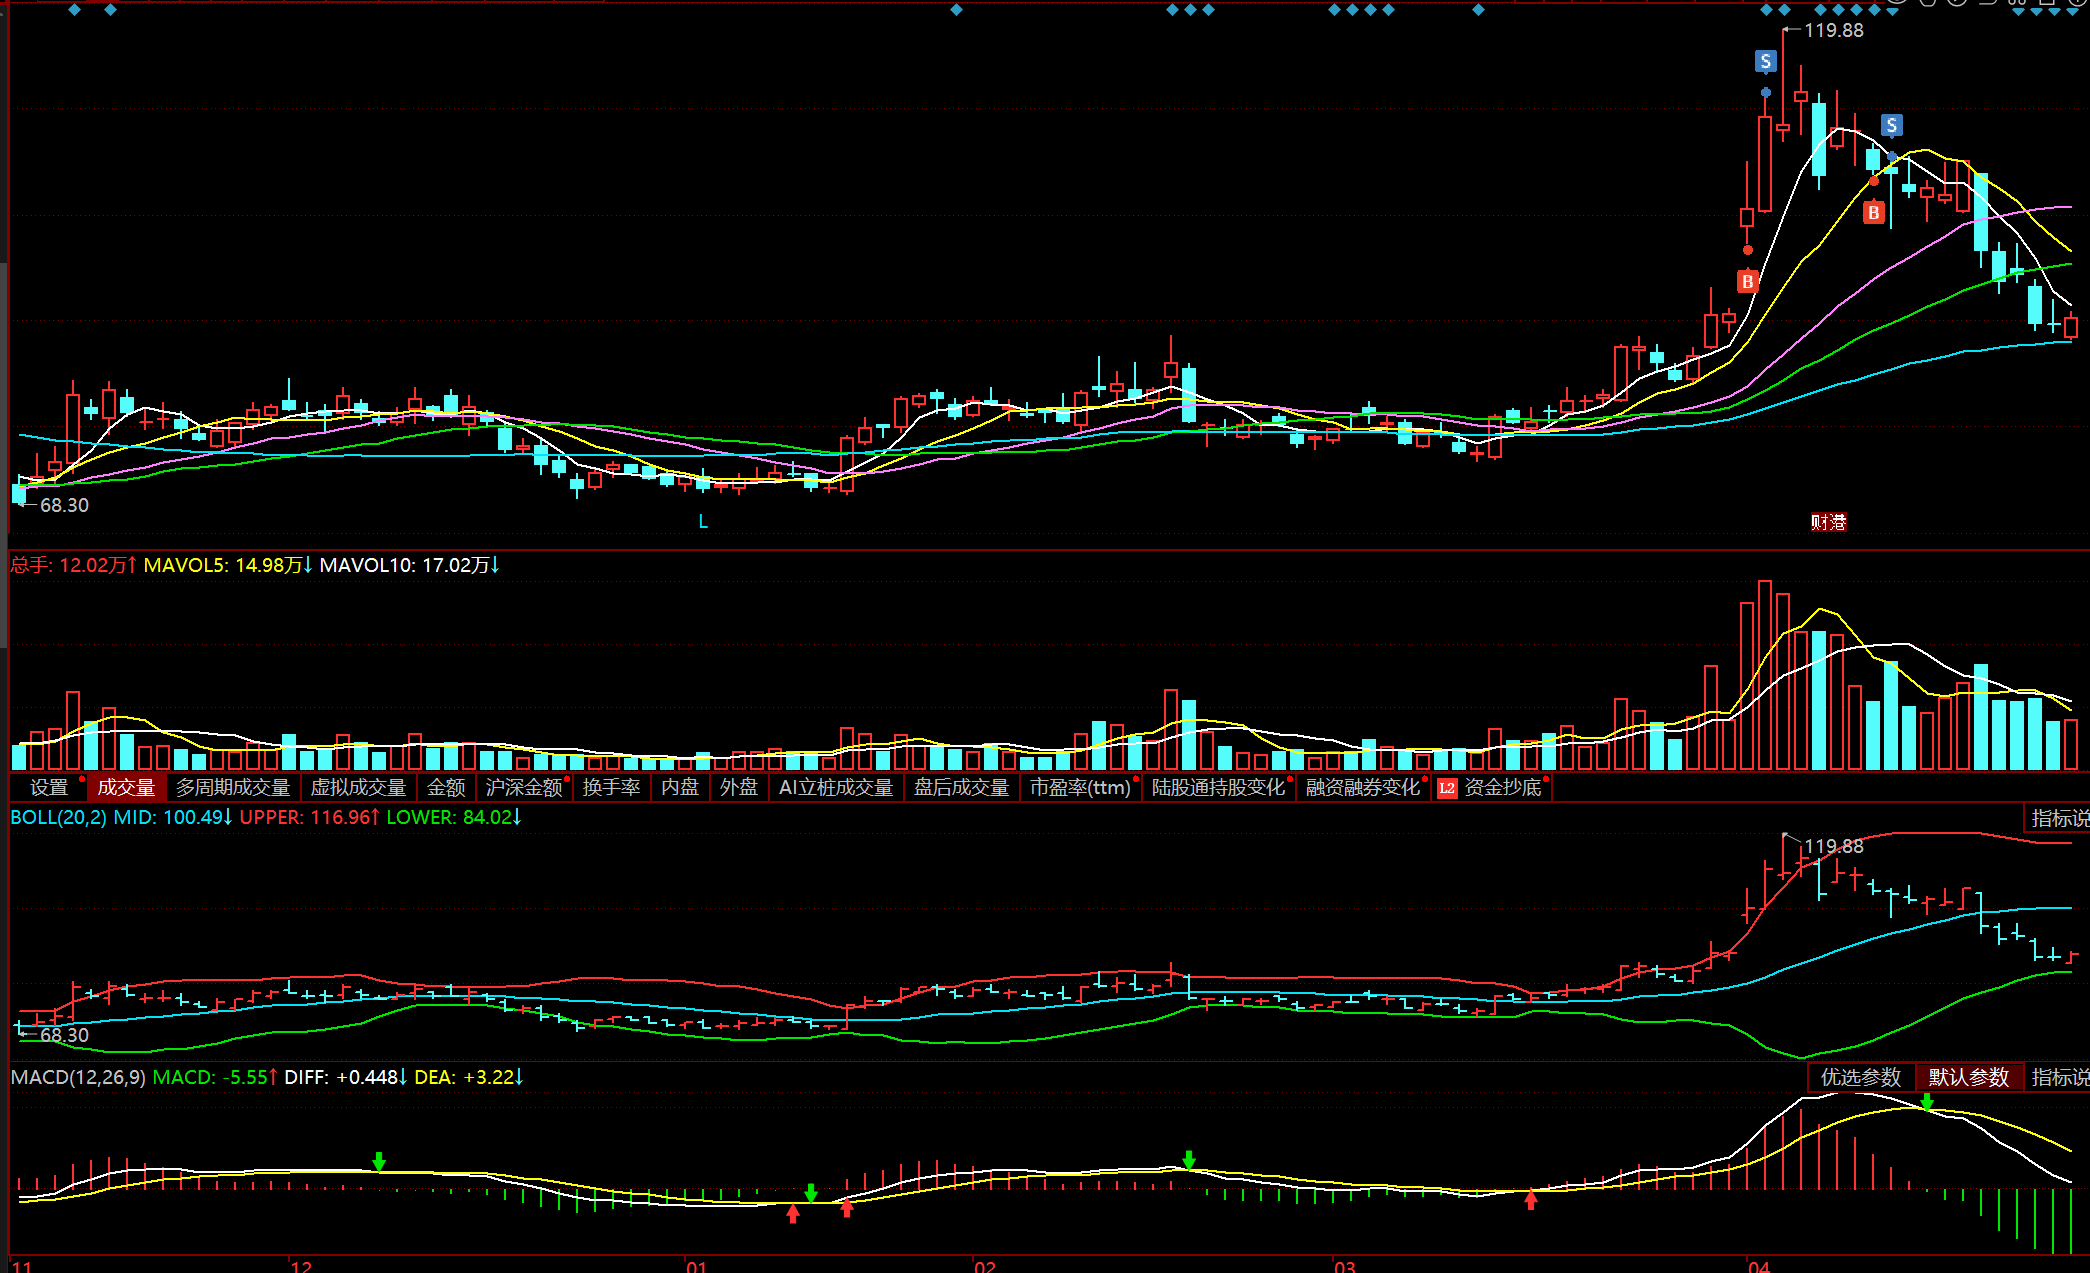 119.88
S
S
B
B
68.30
L
财港
总手: 12.02万↑ MAVOL5: 14.98万↓ MAVOL10: 17.02万↓
设置 成交量 多周期成交量 虚拟成交量 金额 沪深金额 换手率 内盘 外盘 AI立桩成交量 盘后成交量 市盈率(ttm) 陆股通持股变化 融资融券变化 L2 资金抄底
BOLL(20,2) MID: 100.49↓ UPPER: 116.96↑ LOWER: 84.02↓ 指标说
119.88
68.30
MACD(12,26,9) MACD: -5.55↑ DIFF: +0.448↓ DEA: +3.22↓ 优选参数 默认参数 指标说
11 12 01 02 03 04